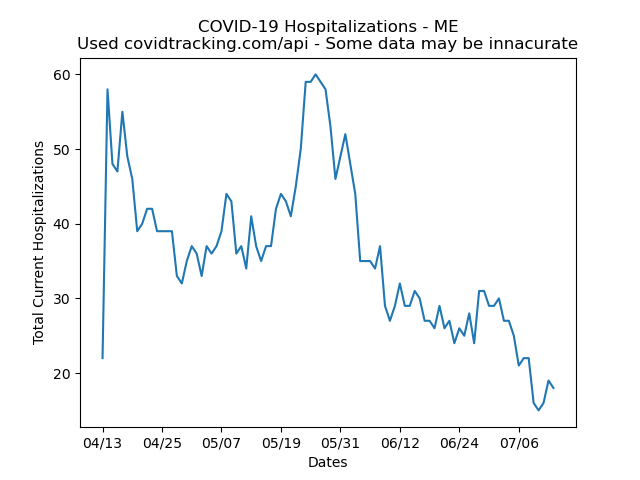 COVID-19 Hospitalizations - ME
Used covidtracking.com/api - Some data may be innacurate
60
50
40
30
20
Total Current Hospitalizations
04/13 04/25 05/07 05/19 05/31 06/12 06/24 07/06
Dates